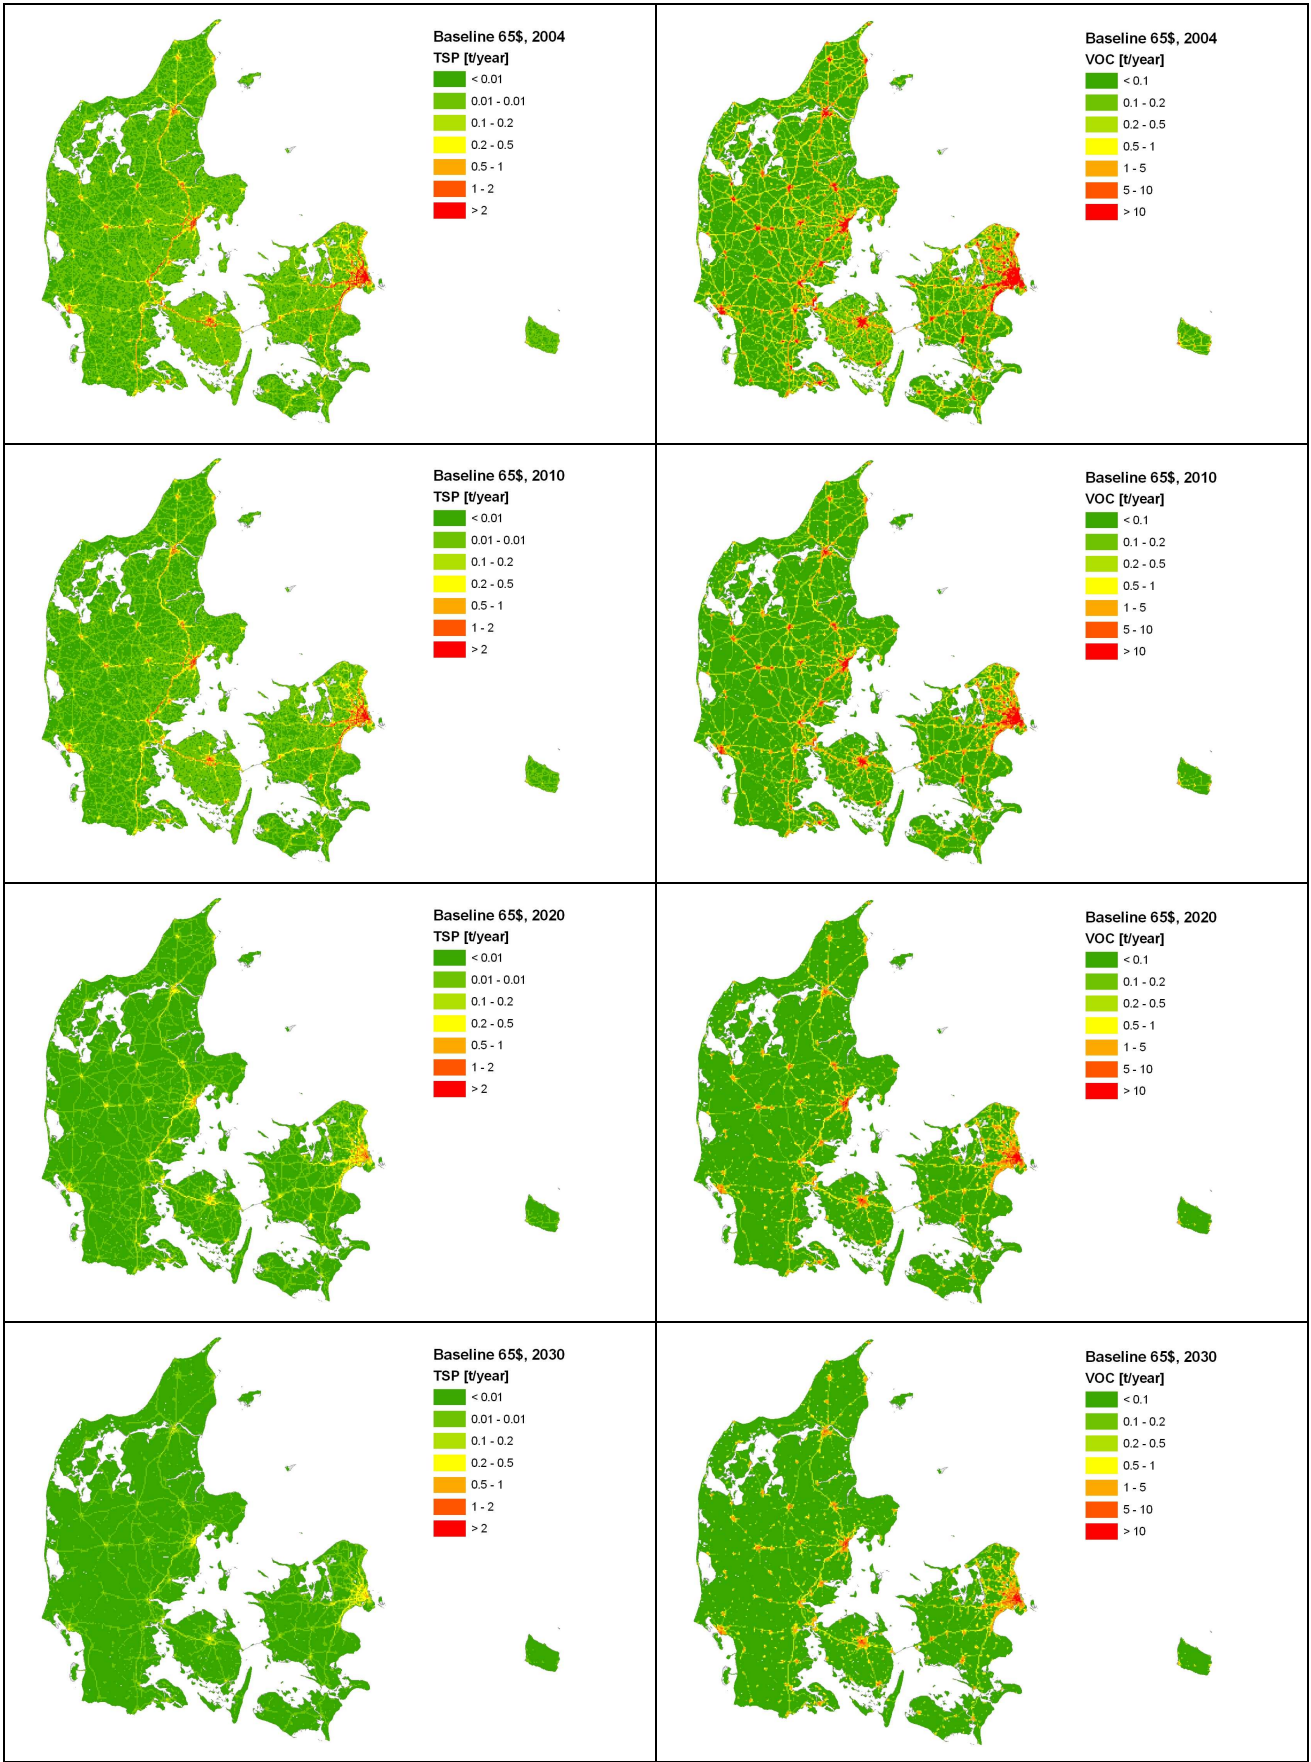 Baseline 65$, 2004
TSP [t/year]
< 0.01
0.01 - 0.01
0.1 - 0.2
0.2 - 0.5
0.5 - 1
1 - 2
> 2
Baseline 65$, 2004
VOC [t/year]
< 0.1
0.1 - 0.2
0.2 - 0.5
0.5 - 1
1 - 5
5 - 10
> 10
Baseline 65$, 2010
TSP [t/year]
< 0.01
0.01 - 0.01
0.1 - 0.2
0.2 - 0.5
0.5 - 1
1 - 2
> 2
Baseline 65$, 2010
VOC [t/year]
< 0.1
0.1 - 0.2
0.2 - 0.5
0.5 - 1
1 - 5
5 - 10
> 10
Baseline 65$, 2020
TSP [t/year]
< 0.01
0.01 - 0.01
0.1 - 0.2
0.2 - 0.5
0.5 - 1
1 - 2
> 2
Baseline 65$, 2020
VOC [t/year]
< 0.1
0.1 - 0.2
0.2 - 0.5
0.5 - 1
1 - 5
5 - 10
> 10
Baseline 65$, 2030
TSP [t/year]
< 0.01
0.01 - 0.01
0.1 - 0.2
0.2 - 0.5
0.5 - 1
1 - 2
> 2
Baseline 65$, 2030
VOC [t/year]
< 0.1
0.1 - 0.2
0.2 - 0.5
0.5 - 1
1 - 5
5 - 10
> 10